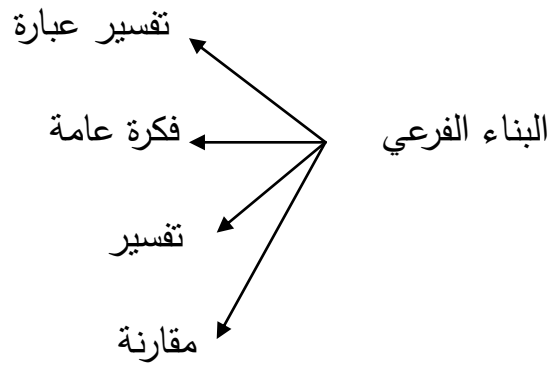 تفسير عبارة
البناء الفرعي
فكرة عامة
تفسير
مقارنة